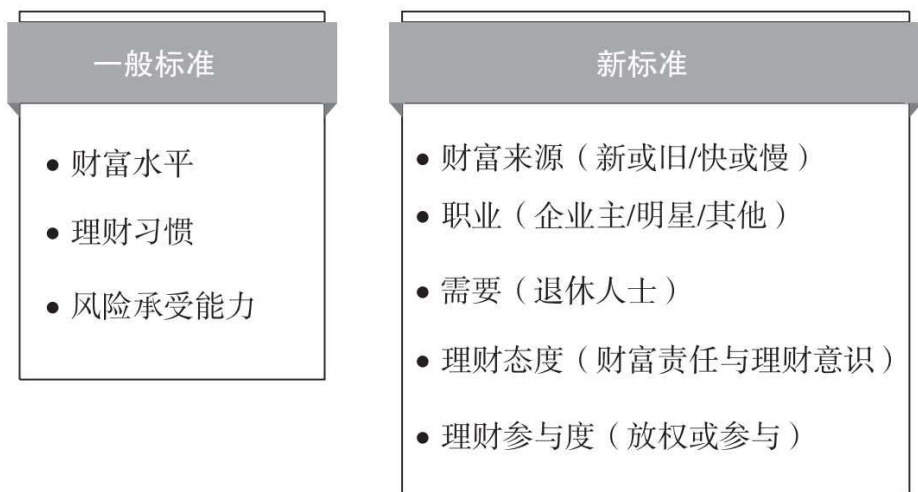 一般标准
● 财富水平
● 理财习惯
● 风险承受能力
新标准
● 财富来源（新或旧/快或慢）
● 职业（企业主/明星/其他）
● 需要（退休人士）
● 理财态度（财富责任与理财意识）
● 理财参与度（放权或参与）